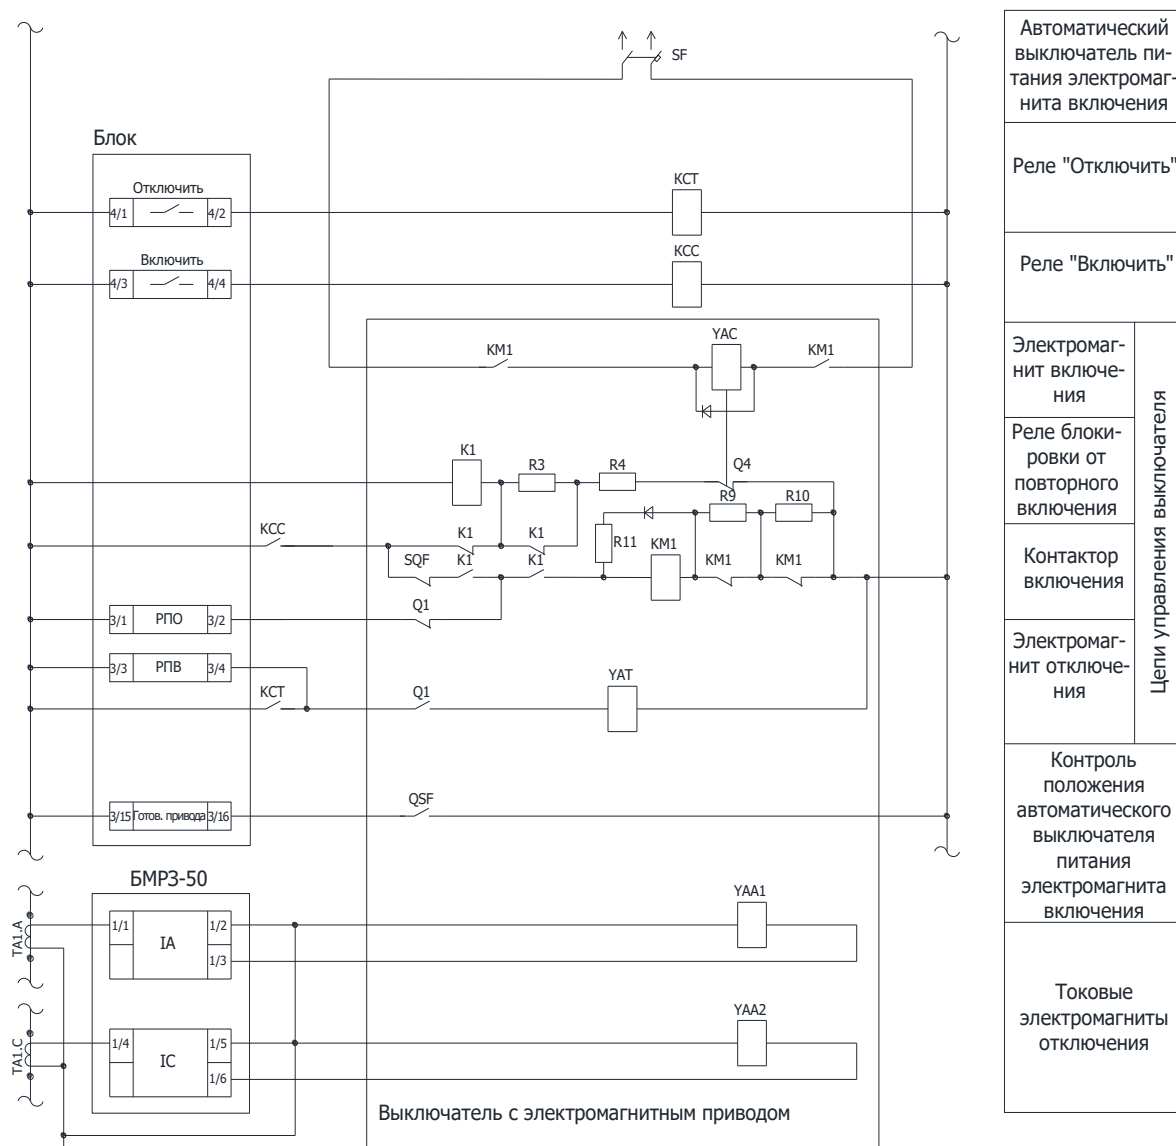 SF
Блок
Отключить
4/1
4/2
KCT
Включить
4/3
4/4
KCC
KM1
YAC
KM1
K1
R3
R4
Q4
R9
R10
KCC
K1
K1
R11
KM1
SQF
K1
K1
KM1
KM1
3/1
РПО
3/2
Q1
3/3
РПВ
3/4
KCT
Q1
YAT
3/15
Готов. привода
3/16
QSF
БМРЗ-50
TA1.A
1/1
IA
1/2
1/3
YAA1
TA1.C
1/4
IC
1/5
1/6
YAA2
Выключатель с электромагнитным приводом
Автоматический
выключатель пи-
тания электромаг-
нита включения
Реле "Отключить"
Реле "Включить"
Электромаг-
нит включе-
ния
Реле блоки-
ровки от
повторного
включения
Контактор
включения
Электромаг-
нит отключе-
ния
Цепи управления выключателя
Контроль
положения
автоматического
выключателя
питания
электромагнита
включения
Токовые
электромагниты
отключения